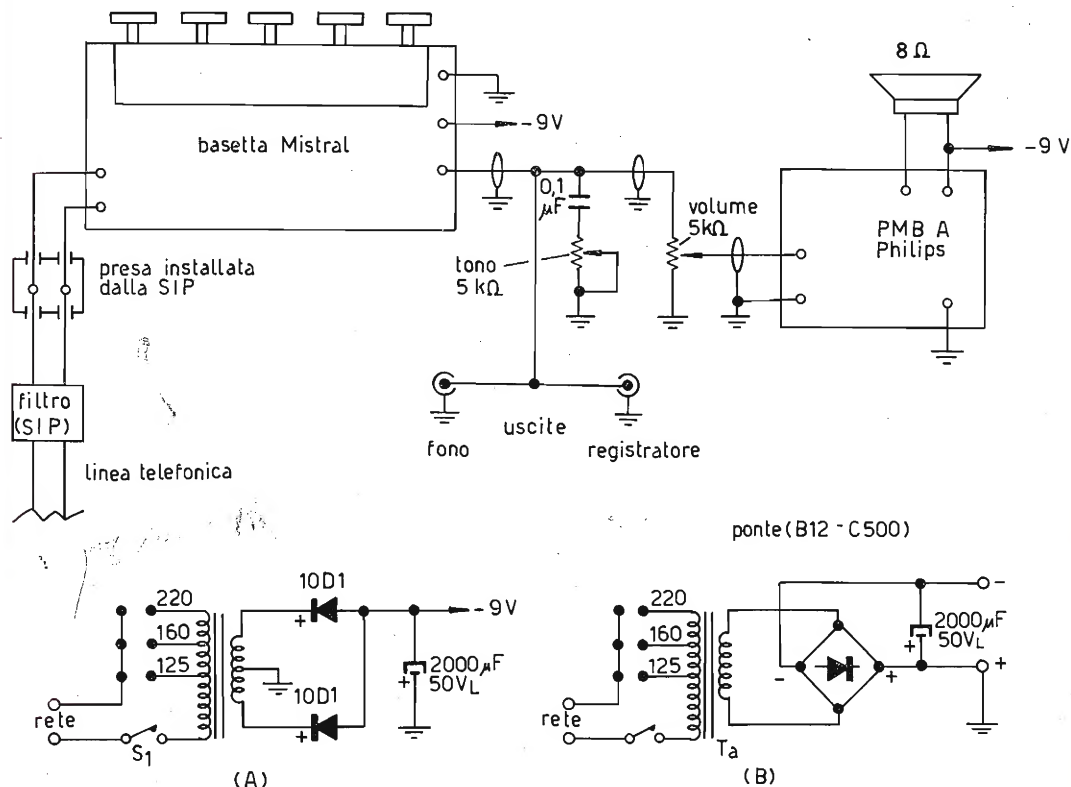 8 Ω
-9 V
basetta Mistral
-9 V
0,1
μF
volume
5kΩ
PMB A
Philips
presa installata
dalla SIP
tono
5 kΩ
filtro
(SIP)
uscite
fono
registratore
linea telefonica
ponte(B12-C500)
10D1
220
+
-9V
160
125
2000μF
+
50VL
10D1
rete
+
S1
(A)
220
-
160
2000μF
125
+
50VL
-
+
+
rete
Ta
(B)